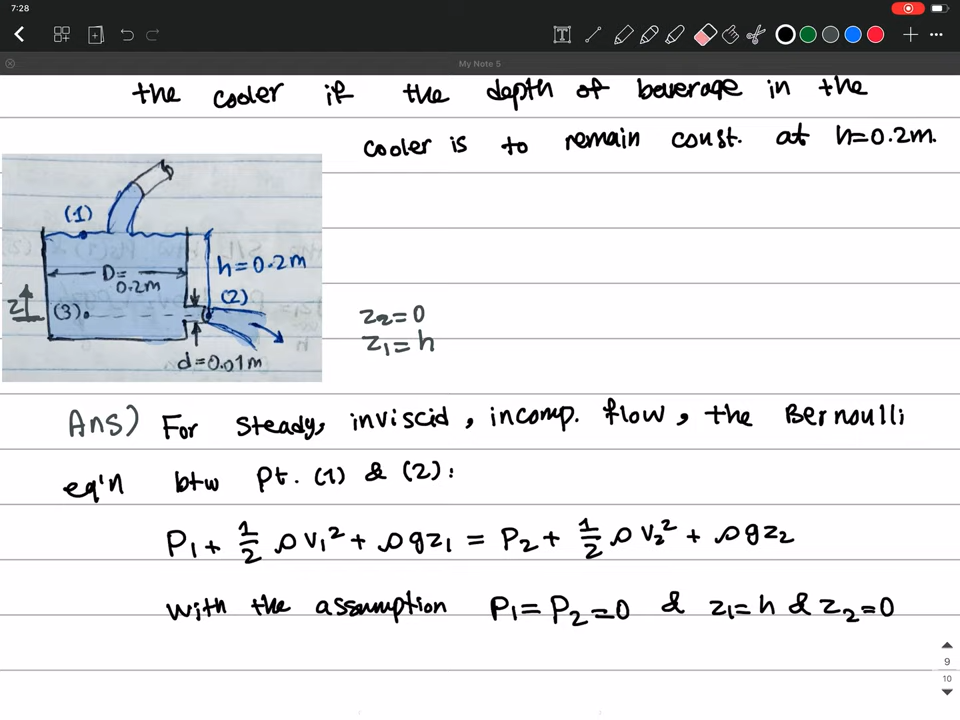 7:28
My Note 5
the cooler if the depth of beverage in the
cooler is to remain const. at h=0.2m.
(1)
D=
0.2m
h=0.2m
(2)
z
(3)
d=0.01m
z₂=0
z₁=h
Ans) For steady, inviscid, incomp. flow, the Bernoulli
eq'n btw pt. (1) & (2):
P₁ + 1/2 ρV₁² + ρgz₁ = P₂ + 1/2 ρV₂² + ρgz₂
with the assumption P₁=P₂=0 & z₁=h & z₂=0
9
10